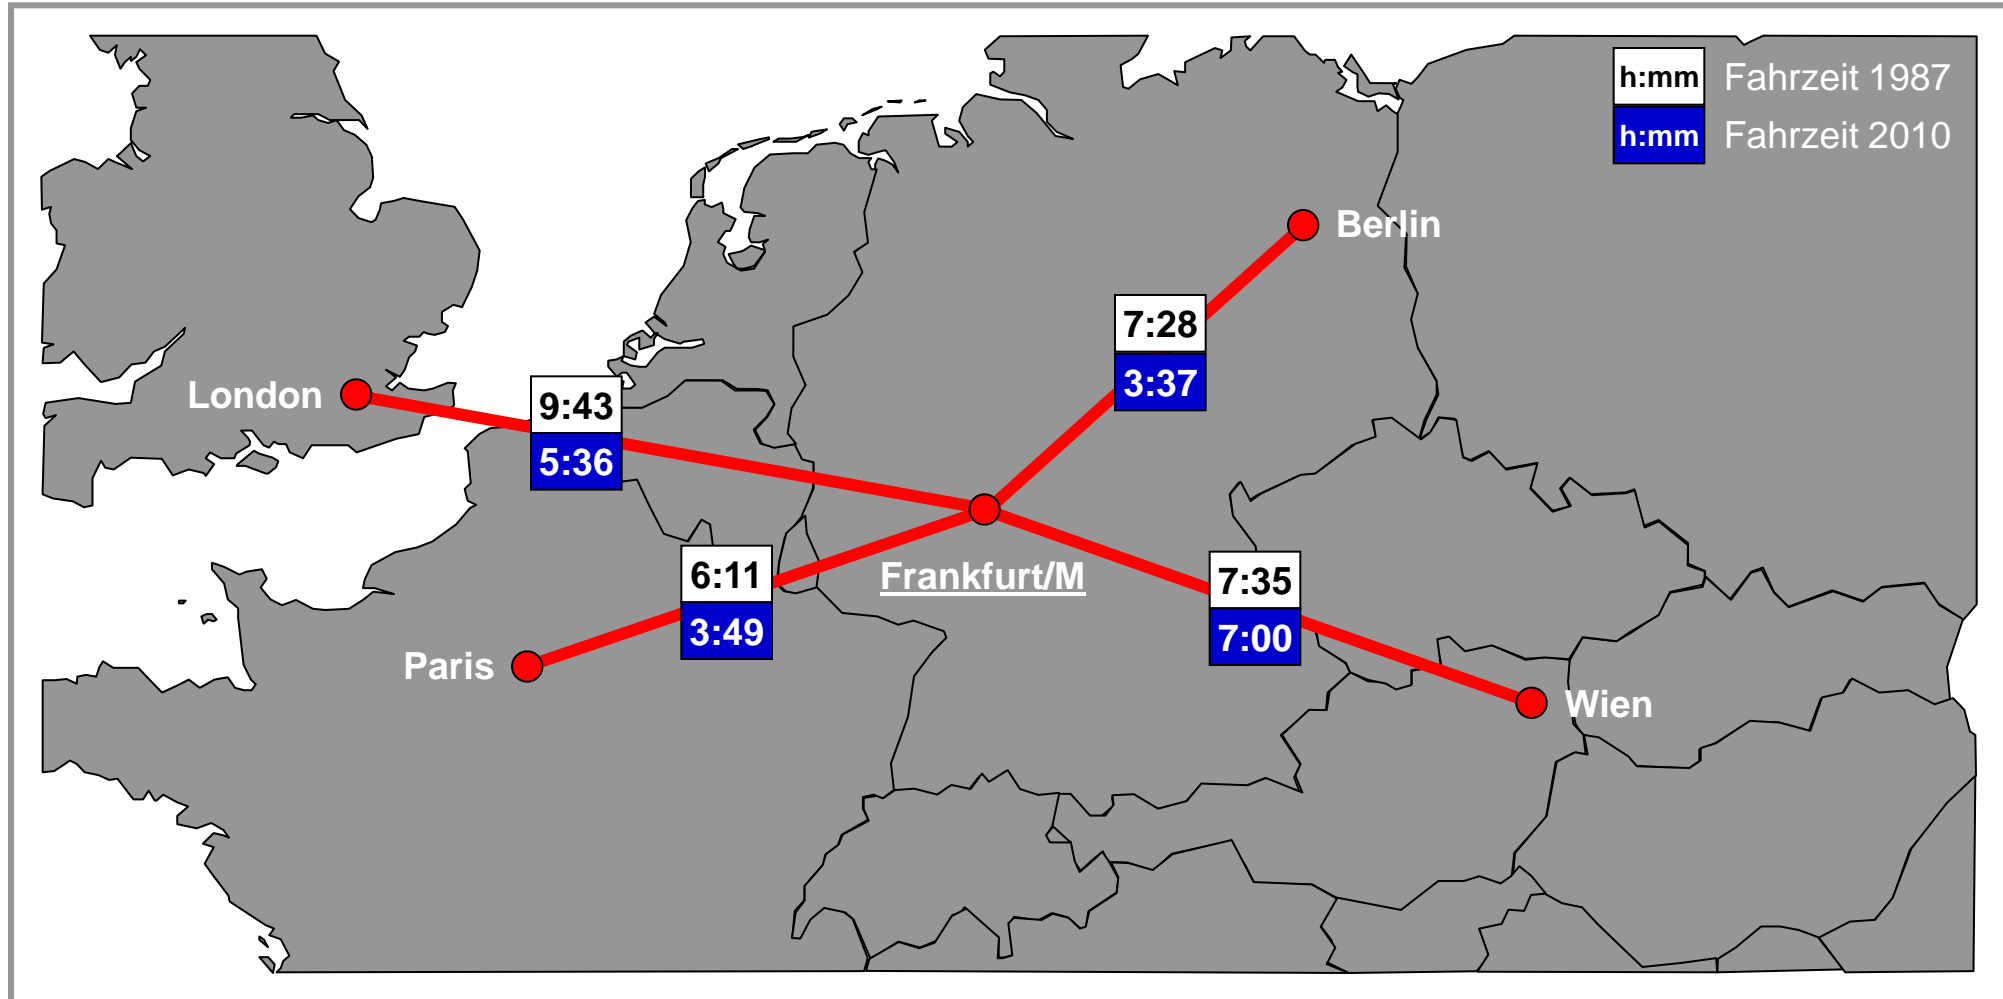 h:mm Fahrzeit 1987
h:mm Fahrzeit 2010
Berlin
7:28
3:37
London
9:43
5:36
6:11
3:49
Frankfurt/M
7:35
7:00
Paris
Wien